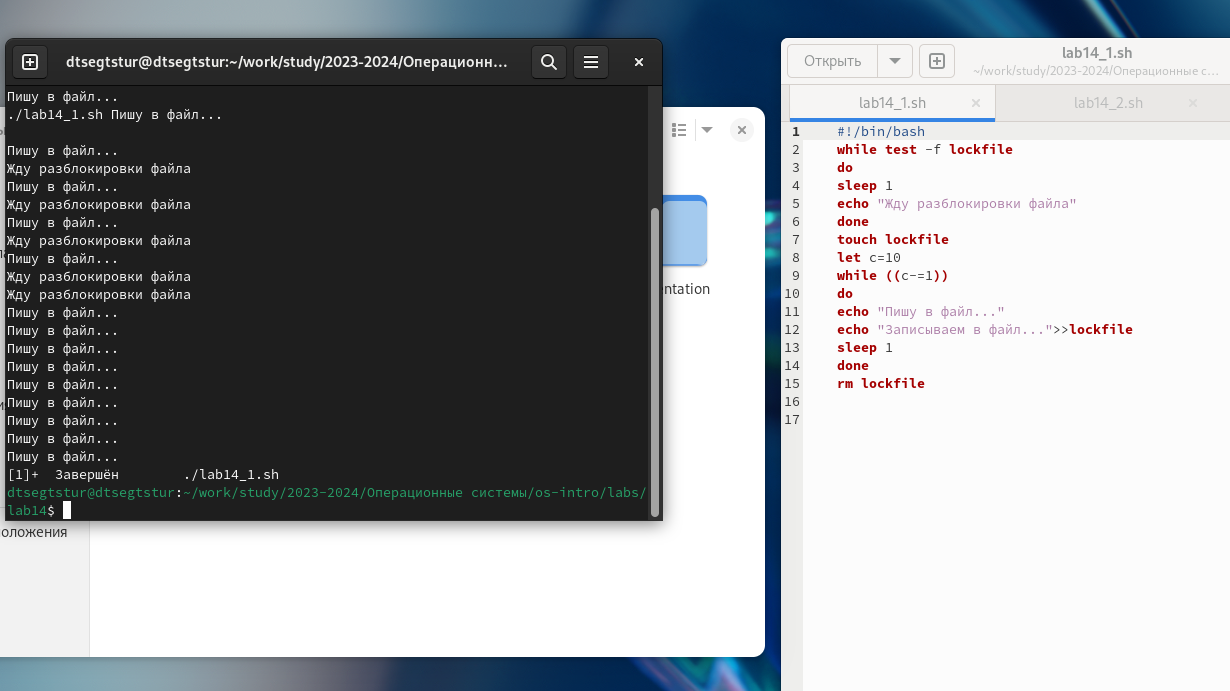 dtsegtstur@dtsegtstur:~/work/study/2023-2024/Операционн...
Пишу в файл...
./lab14_1.sh Пишу в файл...
Пишу в файл...
Жду разблокировки файла
Пишу в файл...
Жду разблокировки файла
Пишу в файл...
Жду разблокировки файла
Пишу в файл...
Жду разблокировки файла
Жду разблокировки файла
Пишу в файл...
Пишу в файл...
Пишу в файл...
Пишу в файл...
Пишу в файл...
Пишу в файл...
Пишу в файл...
Пишу в файл...
Пишу в файл...
[1]+  Завершён        ./lab14_1.sh
dtsegtstur@dtsegtstur:~/work/study/2023-2024/Операционные системы/os-intro/labs/
lab14$
entation
оложения
Открыть
lab14_1.sh
~/work/study/2023-2024/Операционные с...
lab14_1.sh
lab14_2.sh
1 #!/bin/bash
2 while test -f lockfile
3 do
4 sleep 1
5 echo "Жду разблокировки файла"
6 done
7 touch lockfile
8 let c=10
9 while ((c-=1))
10 do
11 echo "Пишу в файл..."
12 echo "Записываем в файл...">>lockfile
13 sleep 1
14 done
15 rm lockfile
16
17